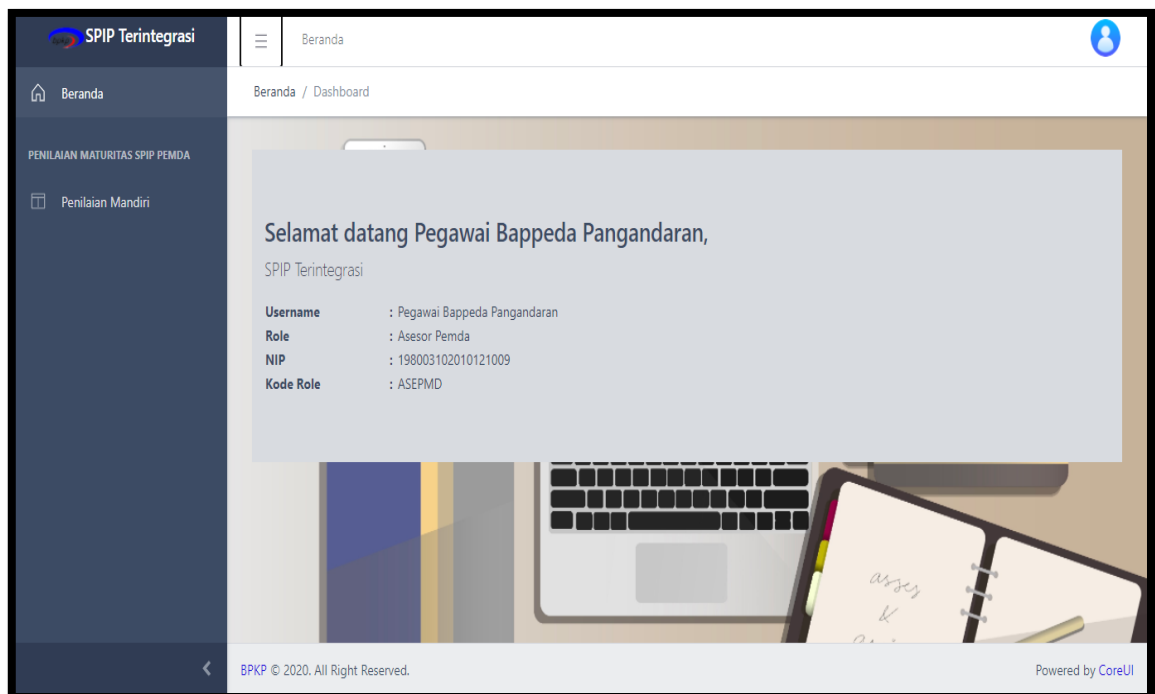 SPIP Terintegrasi
Beranda
Beranda
Beranda / Dashboard
PENILAIAN MATURITAS SPIP PEMDA
Penilaian Mandiri
Selamat datang Pegawai Bappeda Pangandaran,
SPIP Terintegrasi
Username : Pegawai Bappeda Pangandaran
Role : Asesor Pemda
NIP : 198003102010121009
Kode Role : ASEPMD
asses
&
BPKP © 2020. All Right Reserved.
Powered by CoreUI